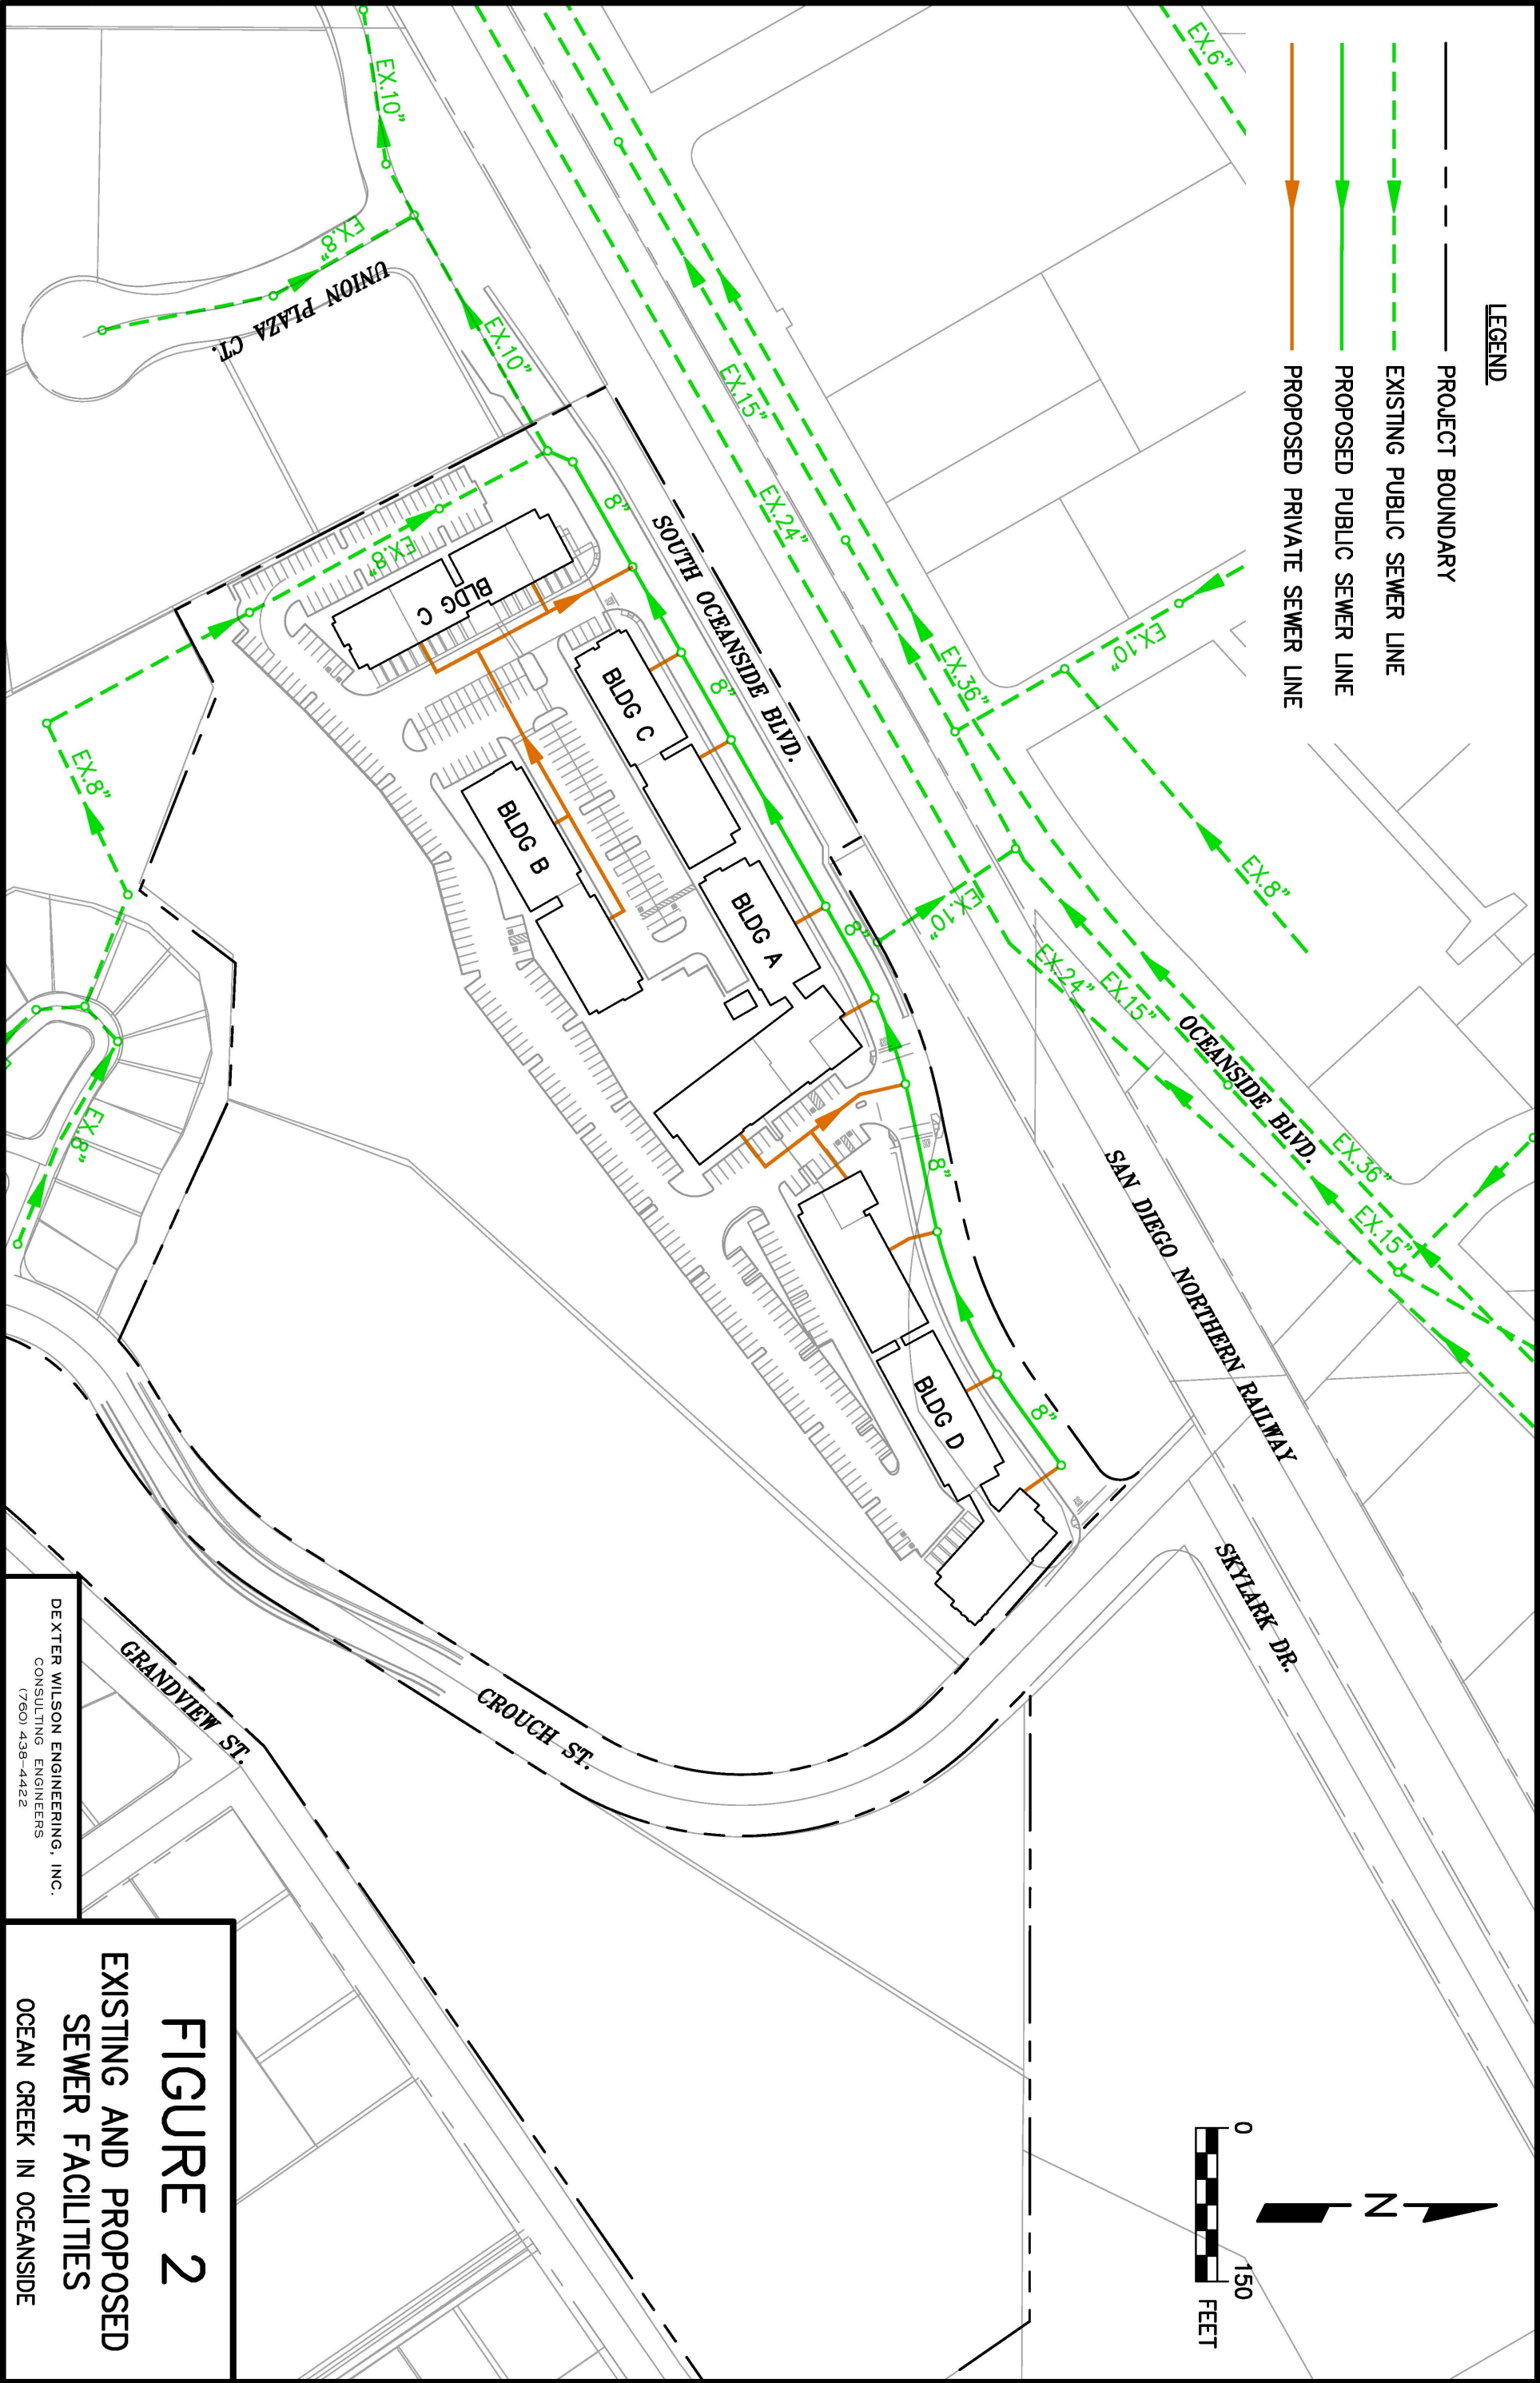 LEGEND
PROJECT BOUNDARY
EXISTING PUBLIC SEWER LINE
PROPOSED PUBLIC SEWER LINE
PROPOSED PRIVATE SEWER LINE
EX.6"
EX.10"
EX.8"
UNION PLAZA CT.
EX.10"
EX.15"
EX.24"
EX.36"
EX.10"
EX.8"
EX.10"
EX.24"
EX.15"
OCEANSIDE BLVD.
EX.36"
EX.15"
SAN DIEGO NORTHERN RAILWAY
SKYLARK DR.
SOUTH OCEANSIDE BLVD.
8"
8"
8"
8"
8"
EX.8"
BLDG C
BLDG C
BLDG B
BLDG A
BLDG D
EX.8"
EX.8"
CROUCH ST.
GRANDVIEW ST.
0
150
FEET
N
DEXTER WILSON ENGINEERING, INC.
CONSULTING ENGINEERS
(760) 438-4422
FIGURE 2
EXISTING AND PROPOSED
SEWER FACILITIES
OCEAN CREEK IN OCEANSIDE